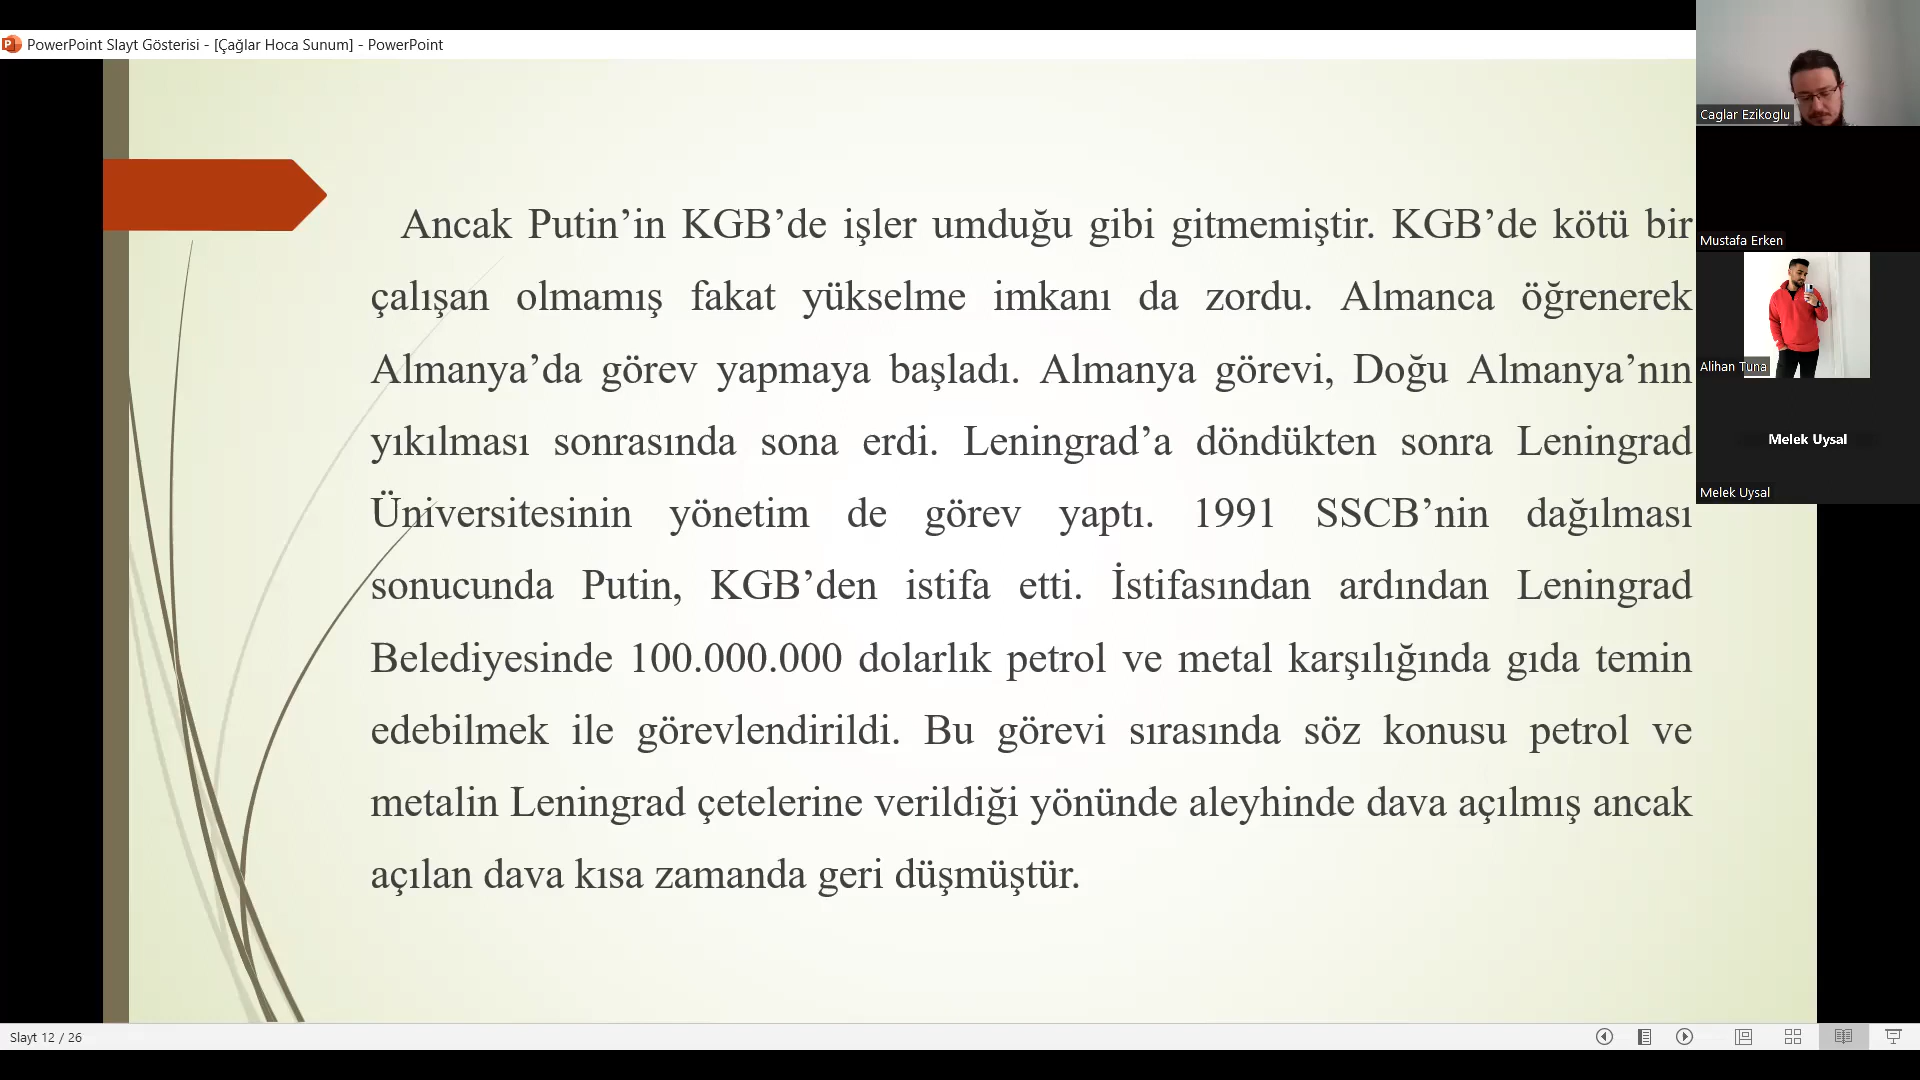 PowerPoint Slayt Gösterisi - [Çağlar Hoca Sunum] - PowerPoint
Ancak Putin’in KGB’de işler umduğu gibi gitmemiştir. KGB’de kötü bir
çalışan olmamış fakat yükselme imkanı da zordu. Almanca öğrenerek
Almanya’da görev yapmaya başladı. Almanya görevi, Doğu Almanya’nın
yıkılması sonrasında sona erdi. Leningrad’a döndükten sonra Leningrad
Üniversitesinin yönetim de görev yaptı. 1991 SSCB’nin dağılması
sonucunda Putin, KGB’den istifa etti. İstifasından ardından Leningrad
Belediyesinde 100.000.000 dolarlık petrol ve metal karşılığında gıda temin
edebilmek ile görevlendirildi. Bu görevi sırasında söz konusu petrol ve
metalin Leningrad çetelerine verildiği yönünde aleyhinde dava açılmış ancak
açılan dava kısa zamanda geri düşmüştür.
Caglar Ezikoglu
Mustafa Erken
Alihan Tuna
Melek Uysal
Melek Uysal
Slayt 12 / 26